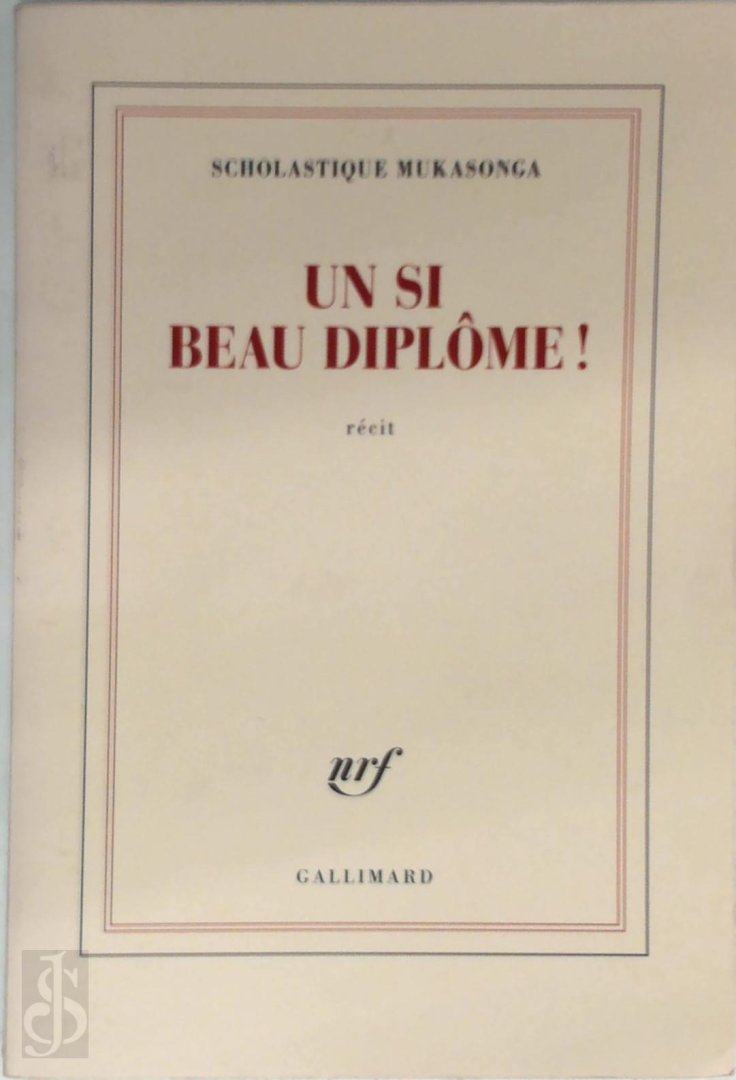 SCHOLASTIQUE MUKASONGA
UN SI
BEAU DIPLÔME !
récit
nrf
GALLIMARD